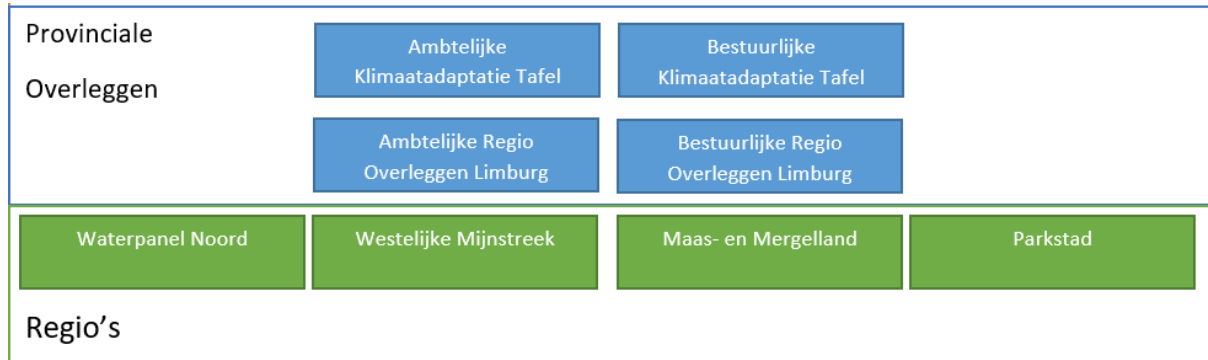 Provinciale
Overleggen
Ambtelijke
Klimaatadaptatie Tafel
Bestuurlijke
Klimaatadaptatie Tafel
Ambtelijke Regio
Overleggen Limburg
Bestuurlijke Regio
Overleggen Limburg
Waterpanel Noord
Westelijke Mijnstreek
Maas- en Mergelland
Parkstad
Regio's